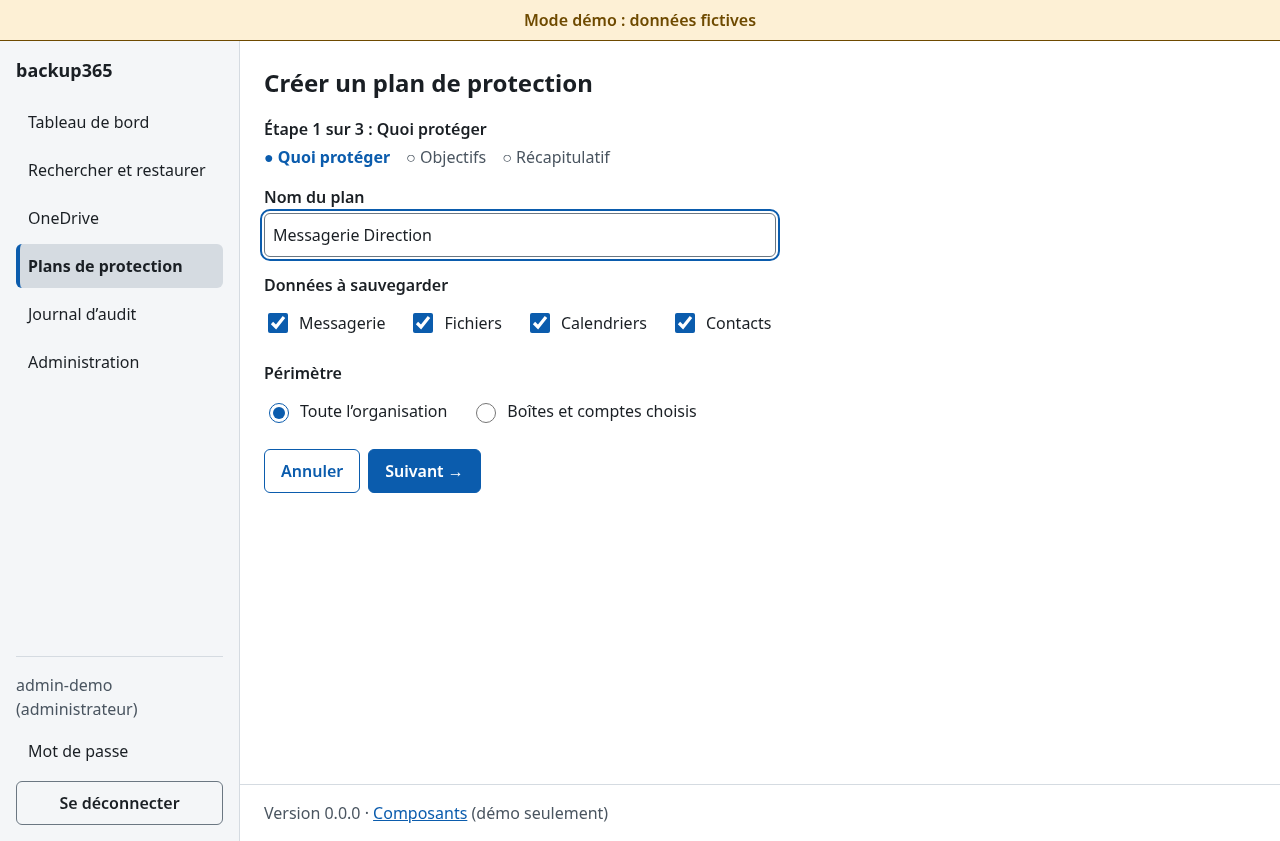 Mode démo : données fictives
backup365
Tableau de bord
Rechercher et restaurer
OneDrive
Plans de protection
Journal d’audit
Administration
admin-demo
(administrateur)
Mot de passe
Se déconnecter
Créer un plan de protection
Étape 1 sur 3 : Quoi protéger
● Quoi protéger ○ Objectifs ○ Récapitulatif
Nom du plan
Messagerie Direction
Données à sauvegarder
Messagerie Fichiers Calendriers Contacts
Périmètre
Toute l’organisation Boîtes et comptes choisis
Annuler Suivant →
Version 0.0.0 · Composants (démo seulement)